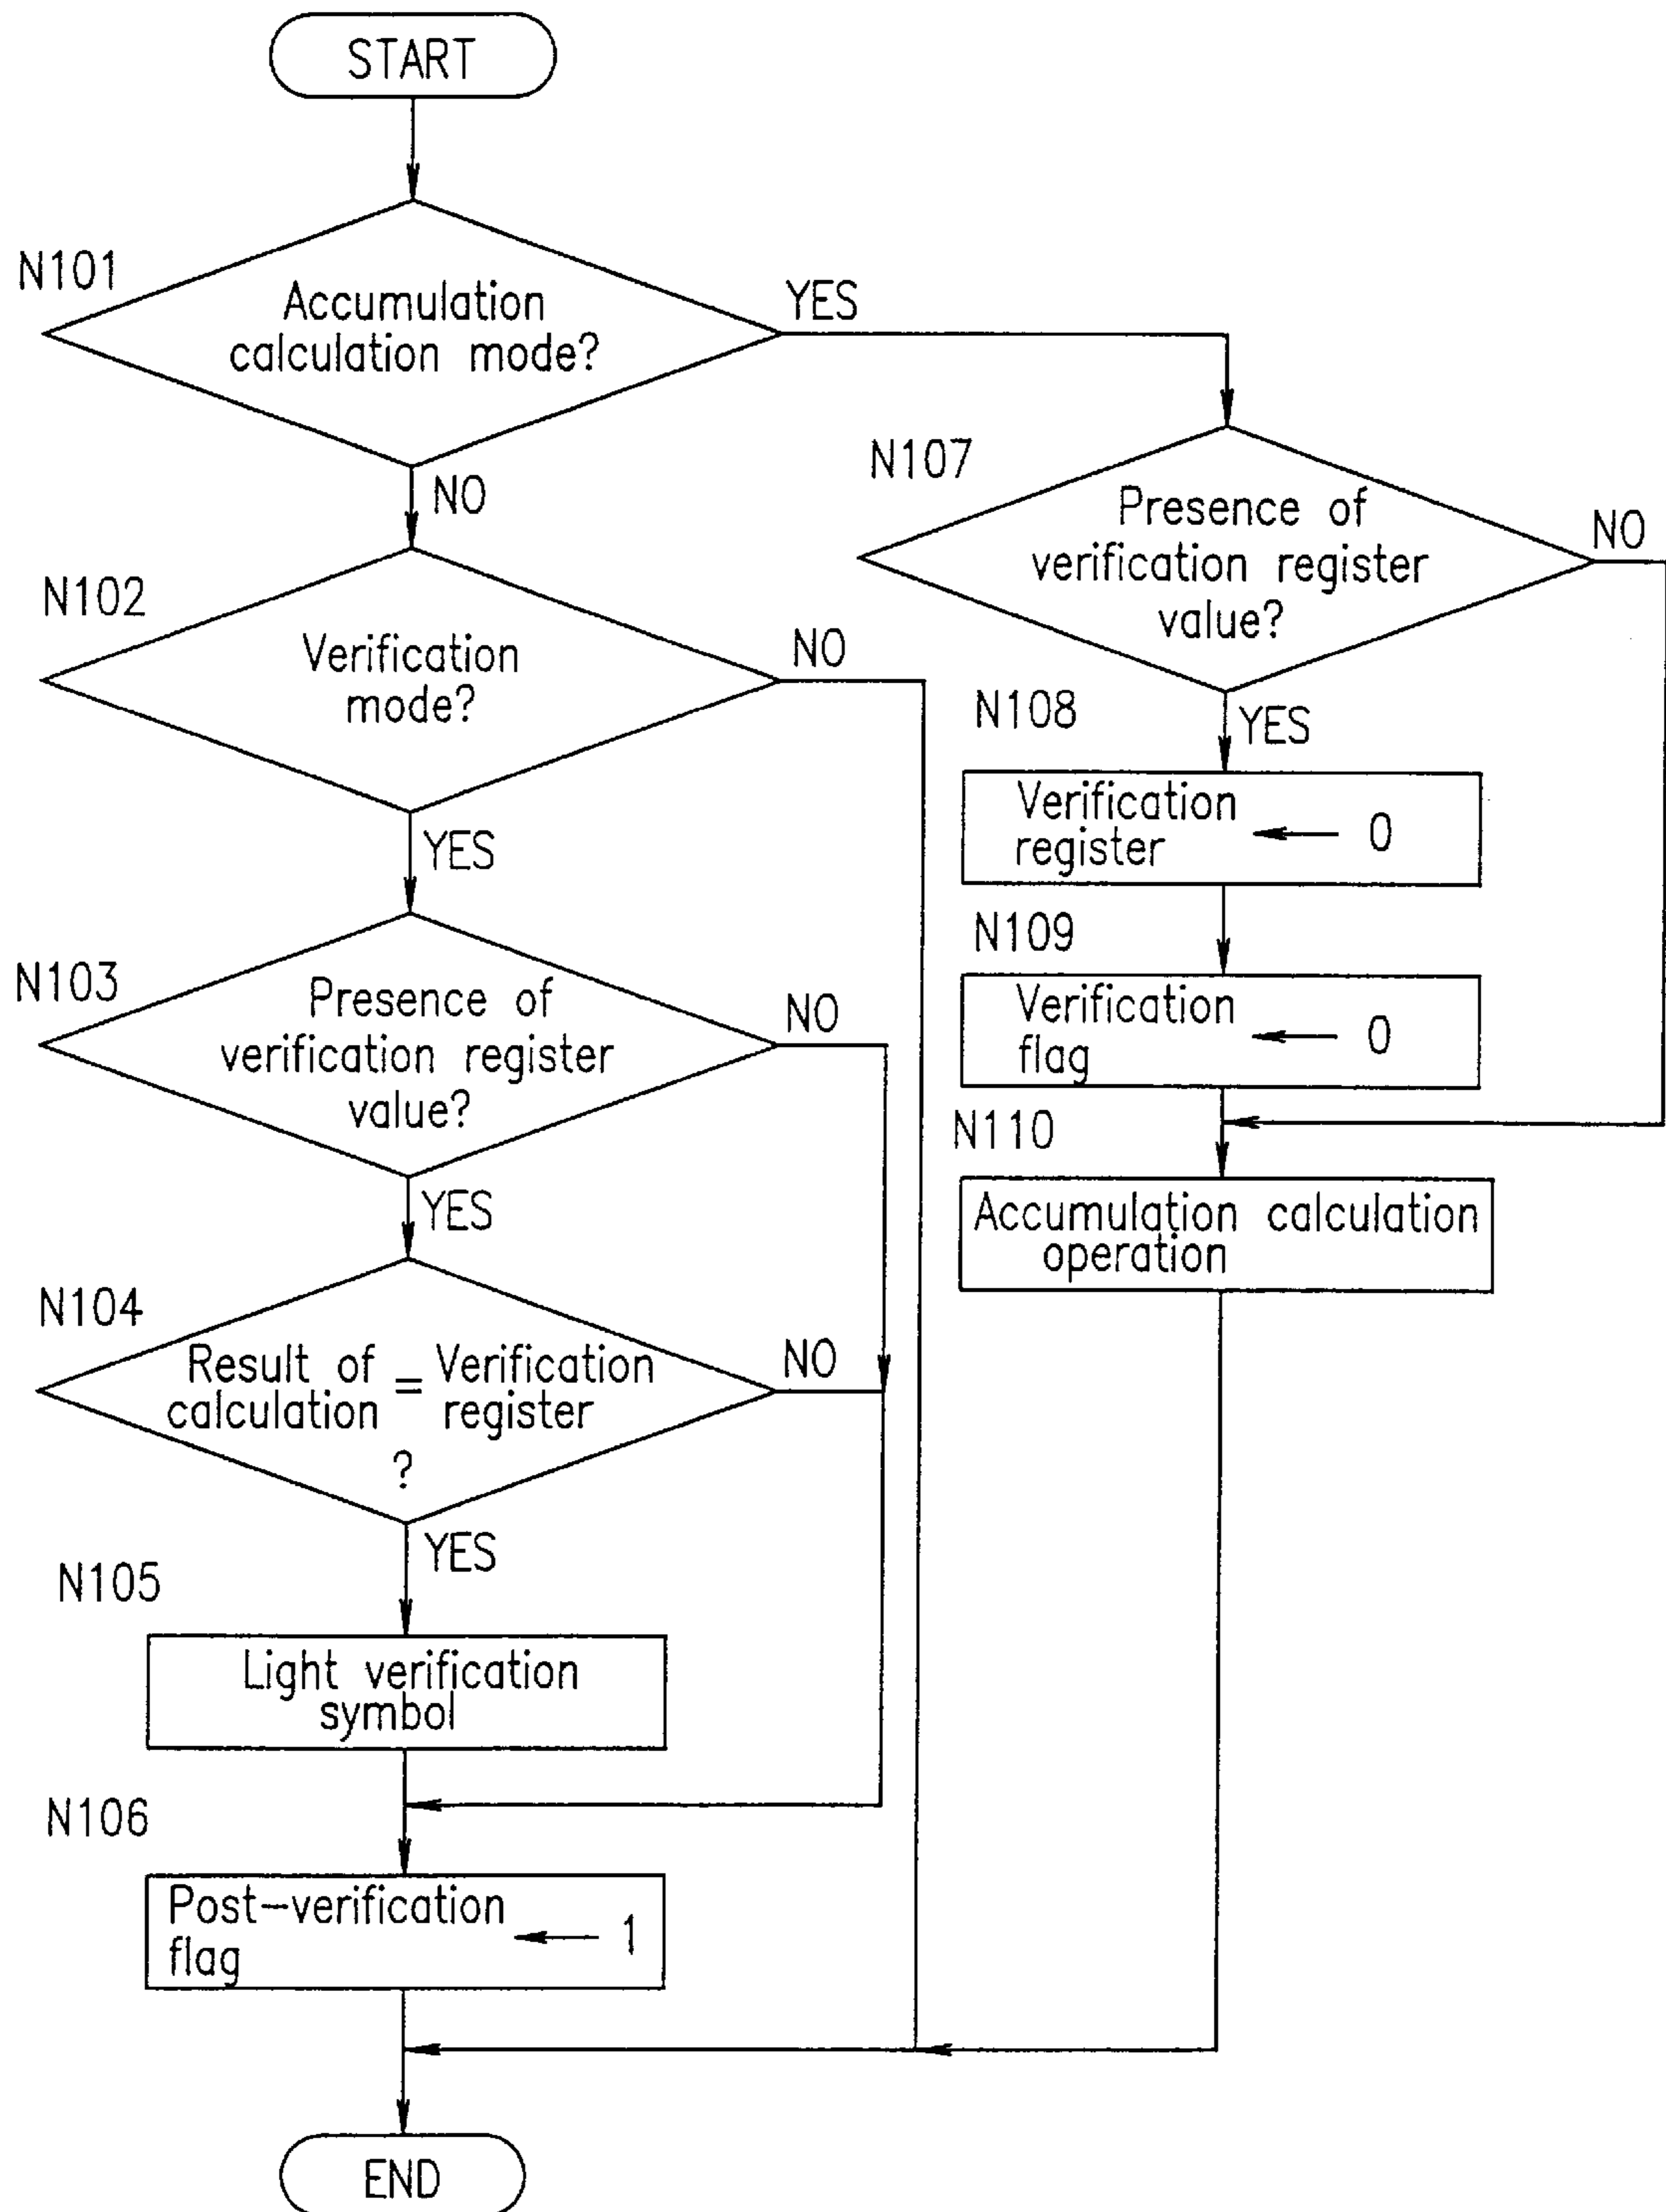 START
N101
Accumulation
calculation mode?
YES
NO
N102
Verification
mode?
NO
YES
N103
Presence of
verification register
value?
NO
YES
N104
Result of = Verification
calculation register
?
NO
YES
N105
Light verification
symbol
N106
Post-verification
flag ← 1
END
N107
Presence of
verification register
value?
NO
YES
N108
Verification
register ← 0
N109
Verification
flag ← 0
N110
Accumulation calculation
operation